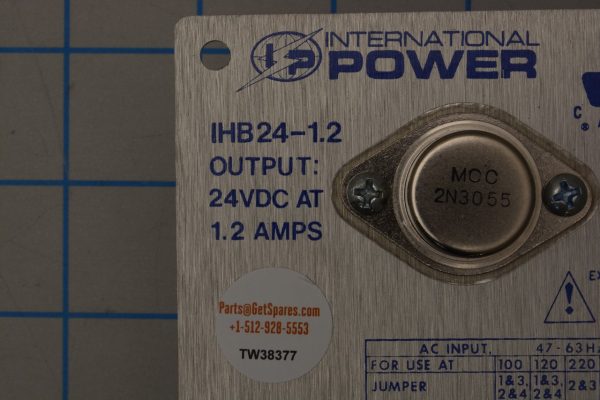 IP INTERNATIONAL
POWER
IHB24-1.2
OUTPUT:
24VDC AT
1.2 AMPS
MCC
2N3055
C
®
Parts@GetSpares.com
+1-512-928-5553
TW38377
AC INPUT, 47-63H
FOR USE AT 100 120 220
JUMPER 1&3, 2&4 1&3, 2&4 2&3